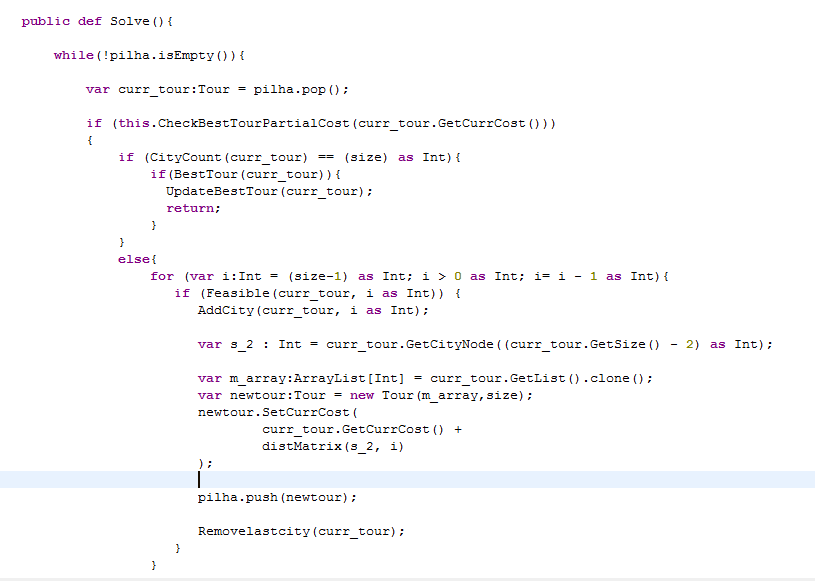 public def Solve(){
while(!pilha.isEmpty()){
var curr_tour:Tour = pilha.pop();
if (this.CheckBestTourPartialCost(curr_tour.GetCurrCost()))
{
if (CityCount(curr_tour) == (size) as Int){
if(BestTour(curr_tour)){
UpdateBestTour(curr_tour);
return;
}
}
else{
for (var i:Int = (size-1) as Int; i > 0 as Int; i= i - 1 as Int){
if (Feasible(curr_tour, i as Int)) {
AddCity(curr_tour, i as Int);
var s_2 : Int = curr_tour.GetCityNode((curr_tour.GetSize() - 2) as Int);
var m_array:ArrayList[Int] = curr_tour.GetList().clone();
var newtour:Tour = new Tour(m_array,size);
newtour.SetCurrCost(
curr_tour.GetCurrCost() +
distMatrix(s_2, i)
);
pilha.push(newtour);
Removelastcity(curr_tour);
}
}